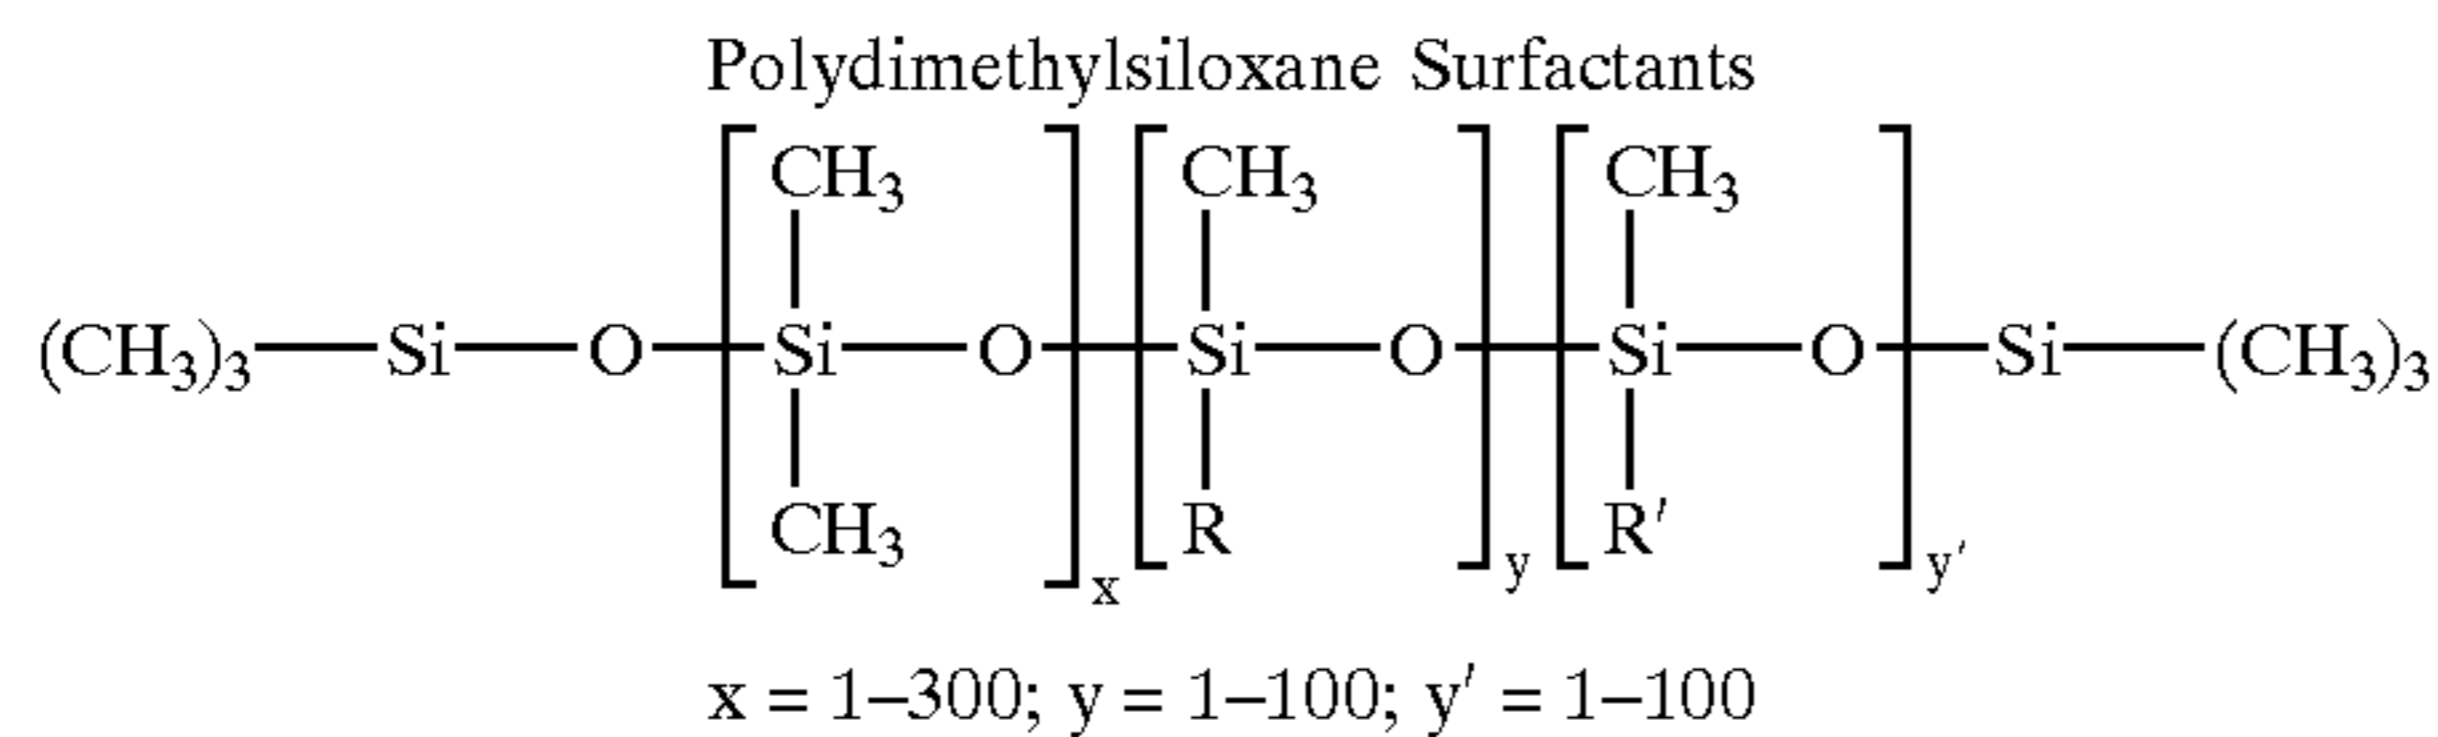 Polydimethylsiloxane Surfactants
CH₃ CH₃ CH₃
(CH₃)₃—Si—O—[Si—O]ₓ—[Si—O]y—[Si—O]y′—Si—(CH₃)₃
CH₃ R R′
x = 1–300; y = 1–100; y′ = 1–100